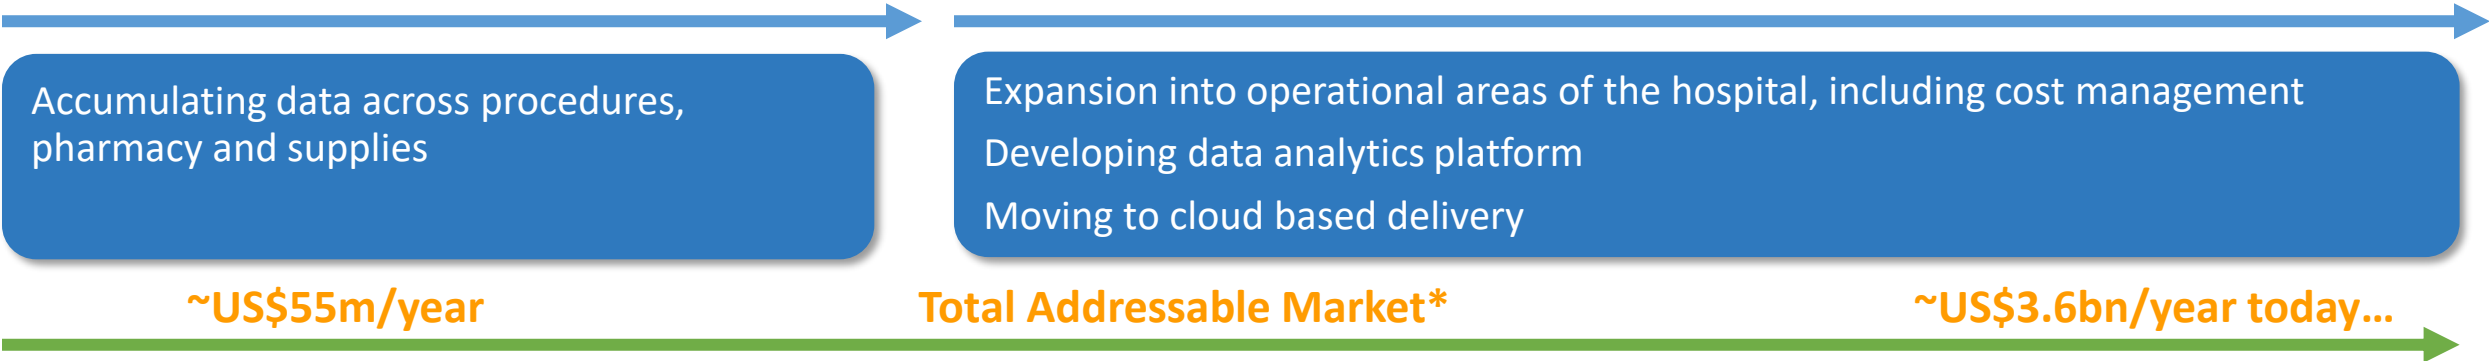 Accumulating data across procedures,
pharmacy and supplies
Expansion into operational areas of the hospital, including cost management
Developing data analytics platform
Moving to cloud based delivery
~US$55m/year
Total Addressable Market*
~US$3.6bn/year today…